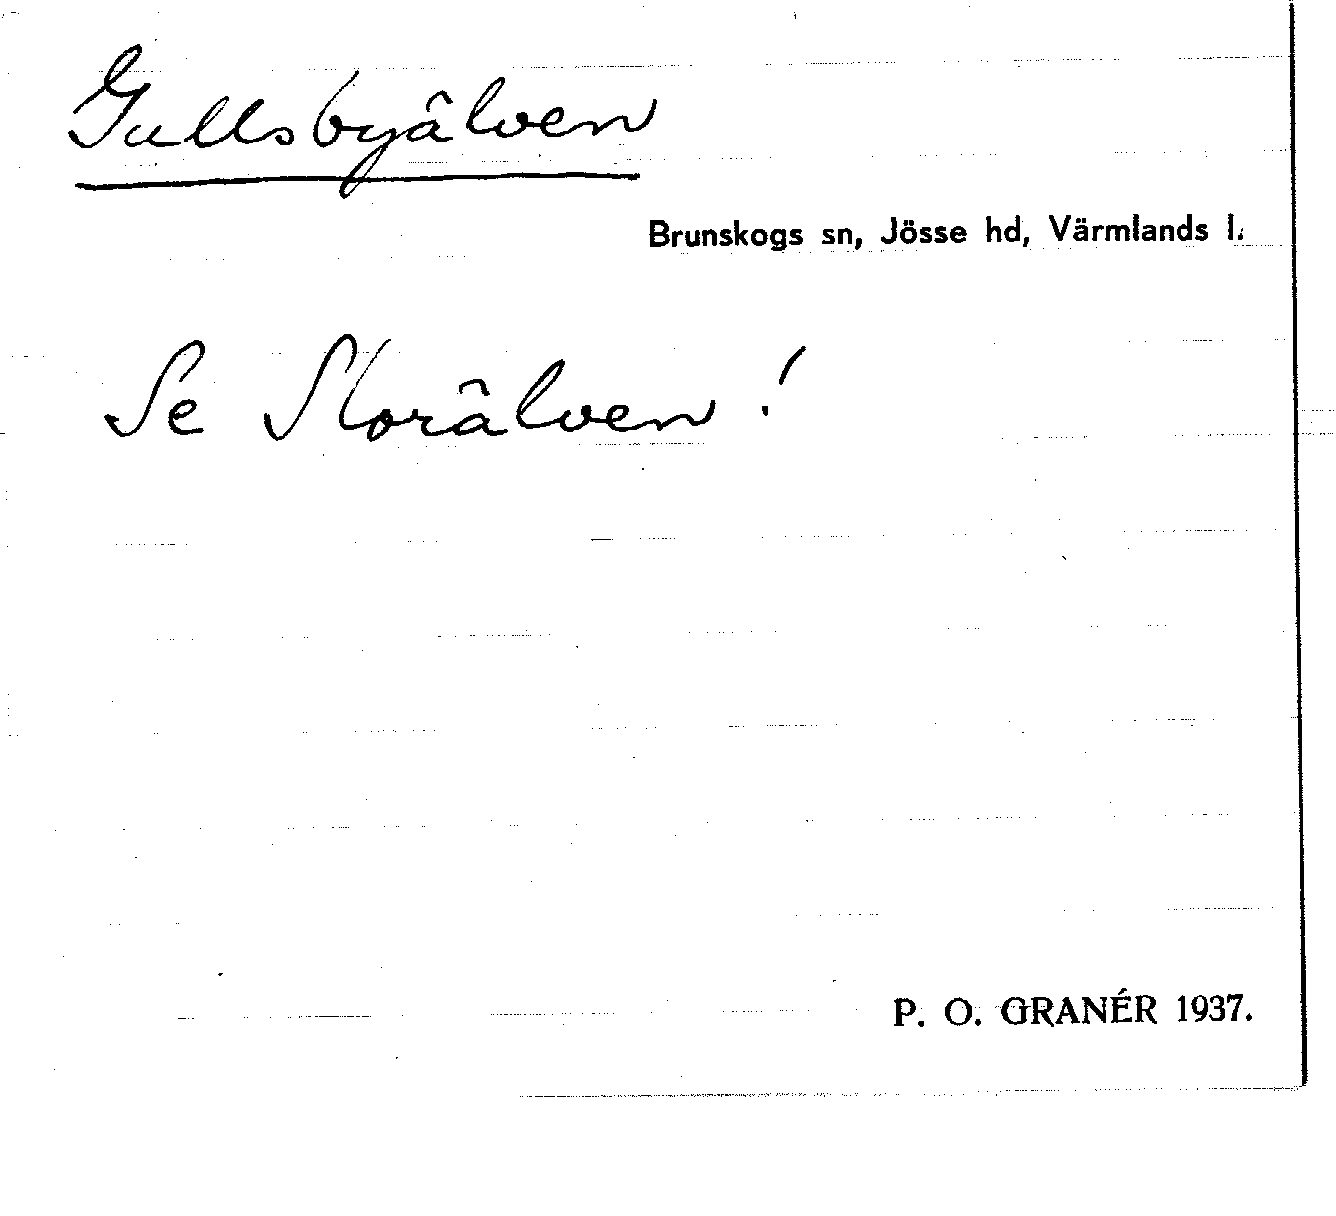 Gullsbyälven
Brunskogs sn, Jösse hd, Värmlands l.
Se Storälven!
P. O. GRANÉR 1937.